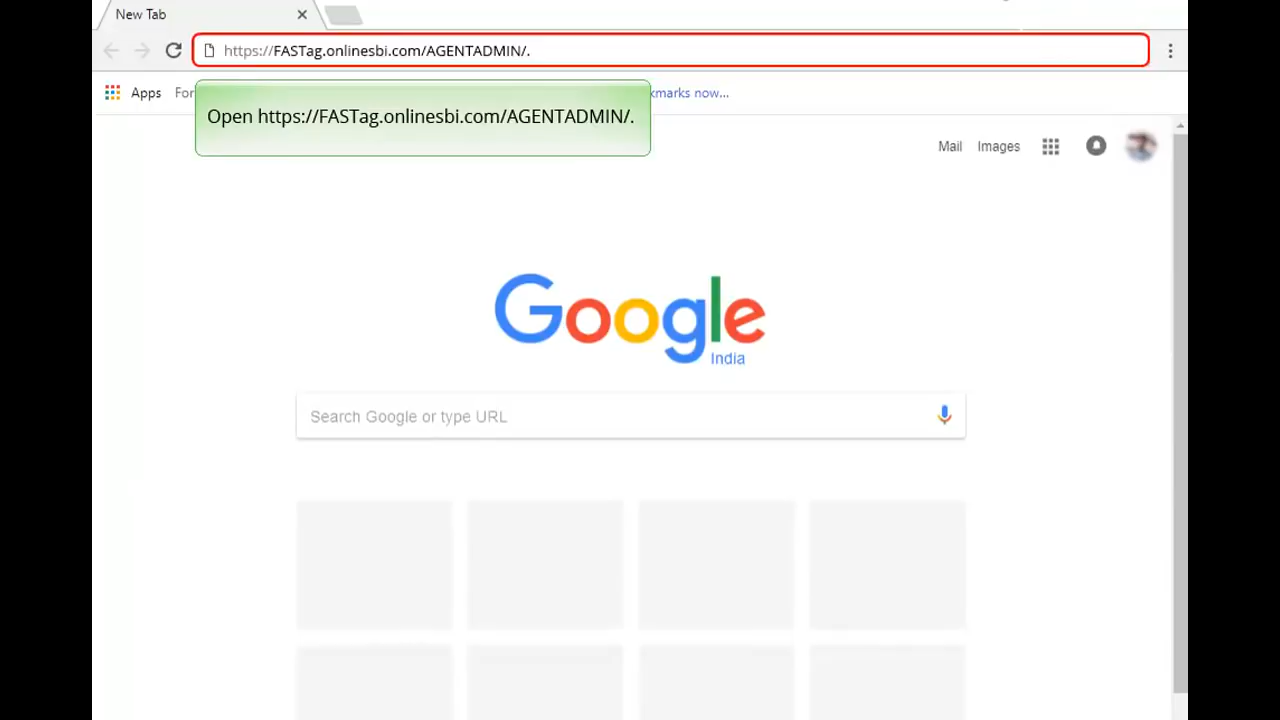 New Tab
https://FASTag.onlinesbi.com/AGENTADMIN/.
Apps For kmarks now...
Open https://FASTag.onlinesbi.com/AGENTADMIN/.
Mail Images
Google
India
Search Google or type URL